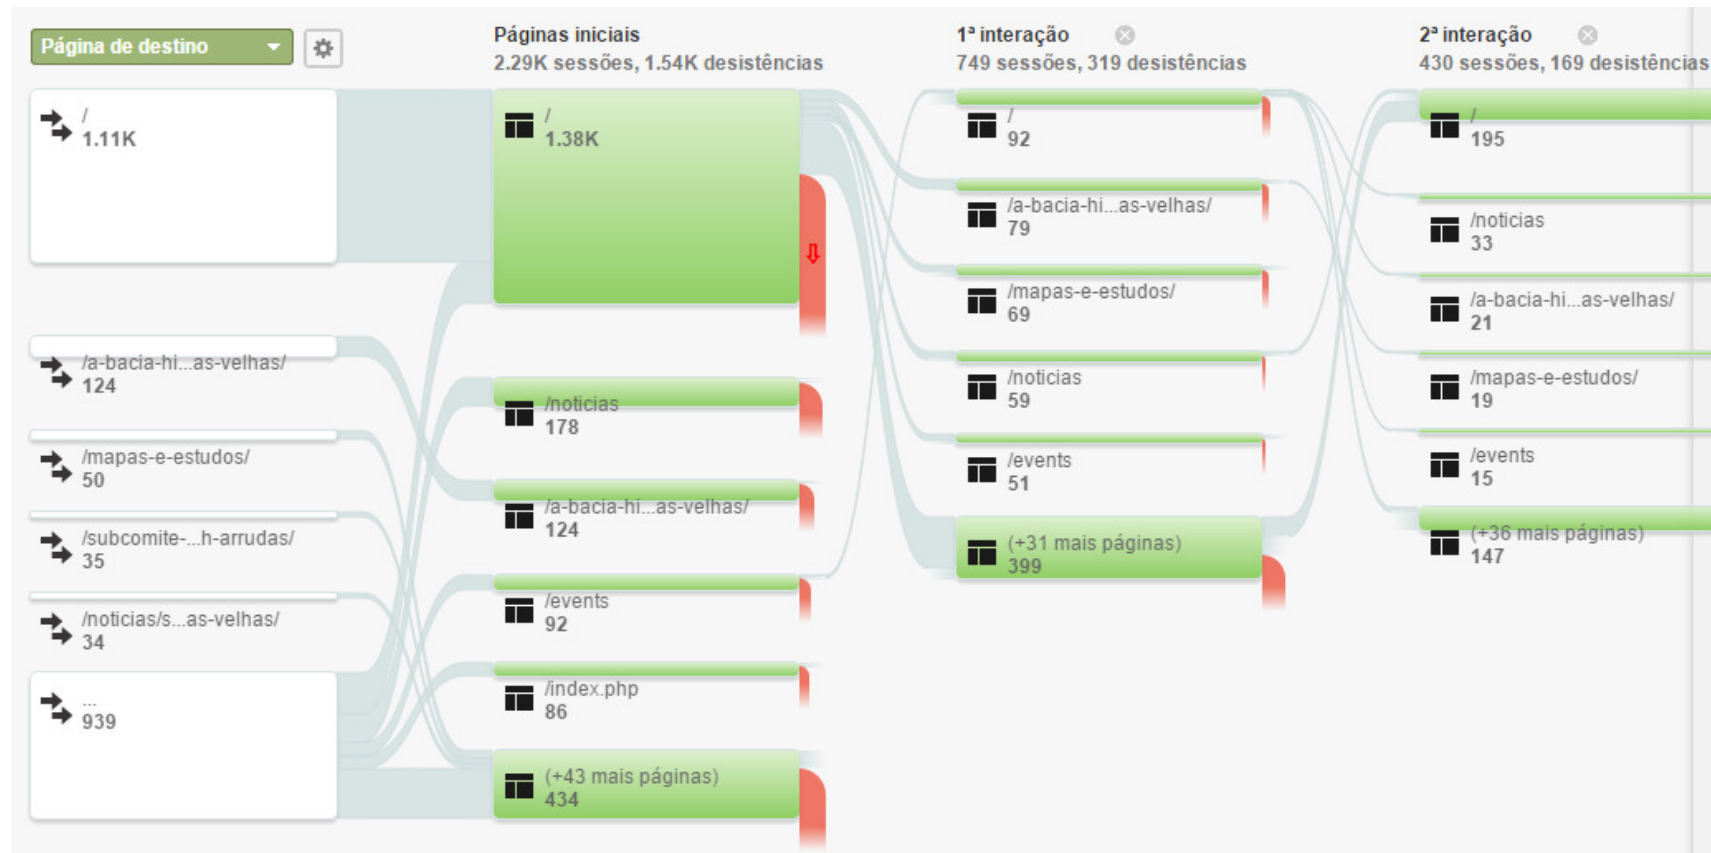 Página de destino
/
1.11K
/a-bacia-hi...as-velhas/
124
/mapas-e-estudos/
50
/subcomite-...h-arrudas/
35
/noticias/s...as-velhas/
34
...
939
Páginas iniciais
2.29K sessões, 1.54K desistências
/
1.38K
/noticias
178
/a-bacia-hi...as-velhas/
124
/events
92
/index.php
86
(+43 mais páginas)
434
1ª interação
749 sessões, 319 desistências
/
92
/a-bacia-hi...as-velhas/
79
/mapas-e-estudos/
69
/noticias
59
/events
51
(+31 mais páginas)
399
2ª interação
430 sessões, 169 desistências
/
195
/noticias
33
/a-bacia-hi...as-velhas/
21
/mapas-e-estudos/
19
/events
15
(+36 mais páginas)
147